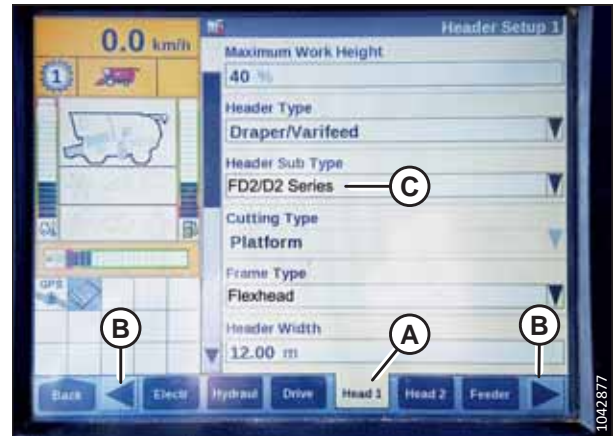 0.0 km/h
Header Setup 1
1
Maximum Work Height
40 %
Header Type
Draper/Varifeed
Header Sub Type
FD2/D2 Series
C
Cutting Type
Platform
Frame Type
Flexhead
GPS
Header Width
12.00 m
B
A
B
Back
Electr
Hydraul
Drive
Head 1
Head 2
Feeder
1042877